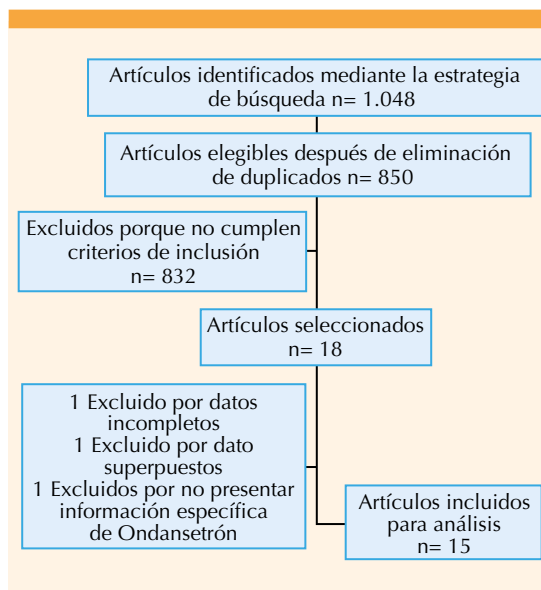 Artículos identificados mediante la estrategia
de búsqueda n= 1.048
Artículos elegibles después de eliminación
de duplicados n= 850
Excluidos porque no cumplen
criterios de inclusión
n= 832
Artículos seleccionados
n= 18
1 Excluido por datos
incompletos
1 Excluido por dato
superpuestos
1 Excluidos por no presentar
información específica
de Ondansetrón
Artículos incluidos
para análisis
n= 15